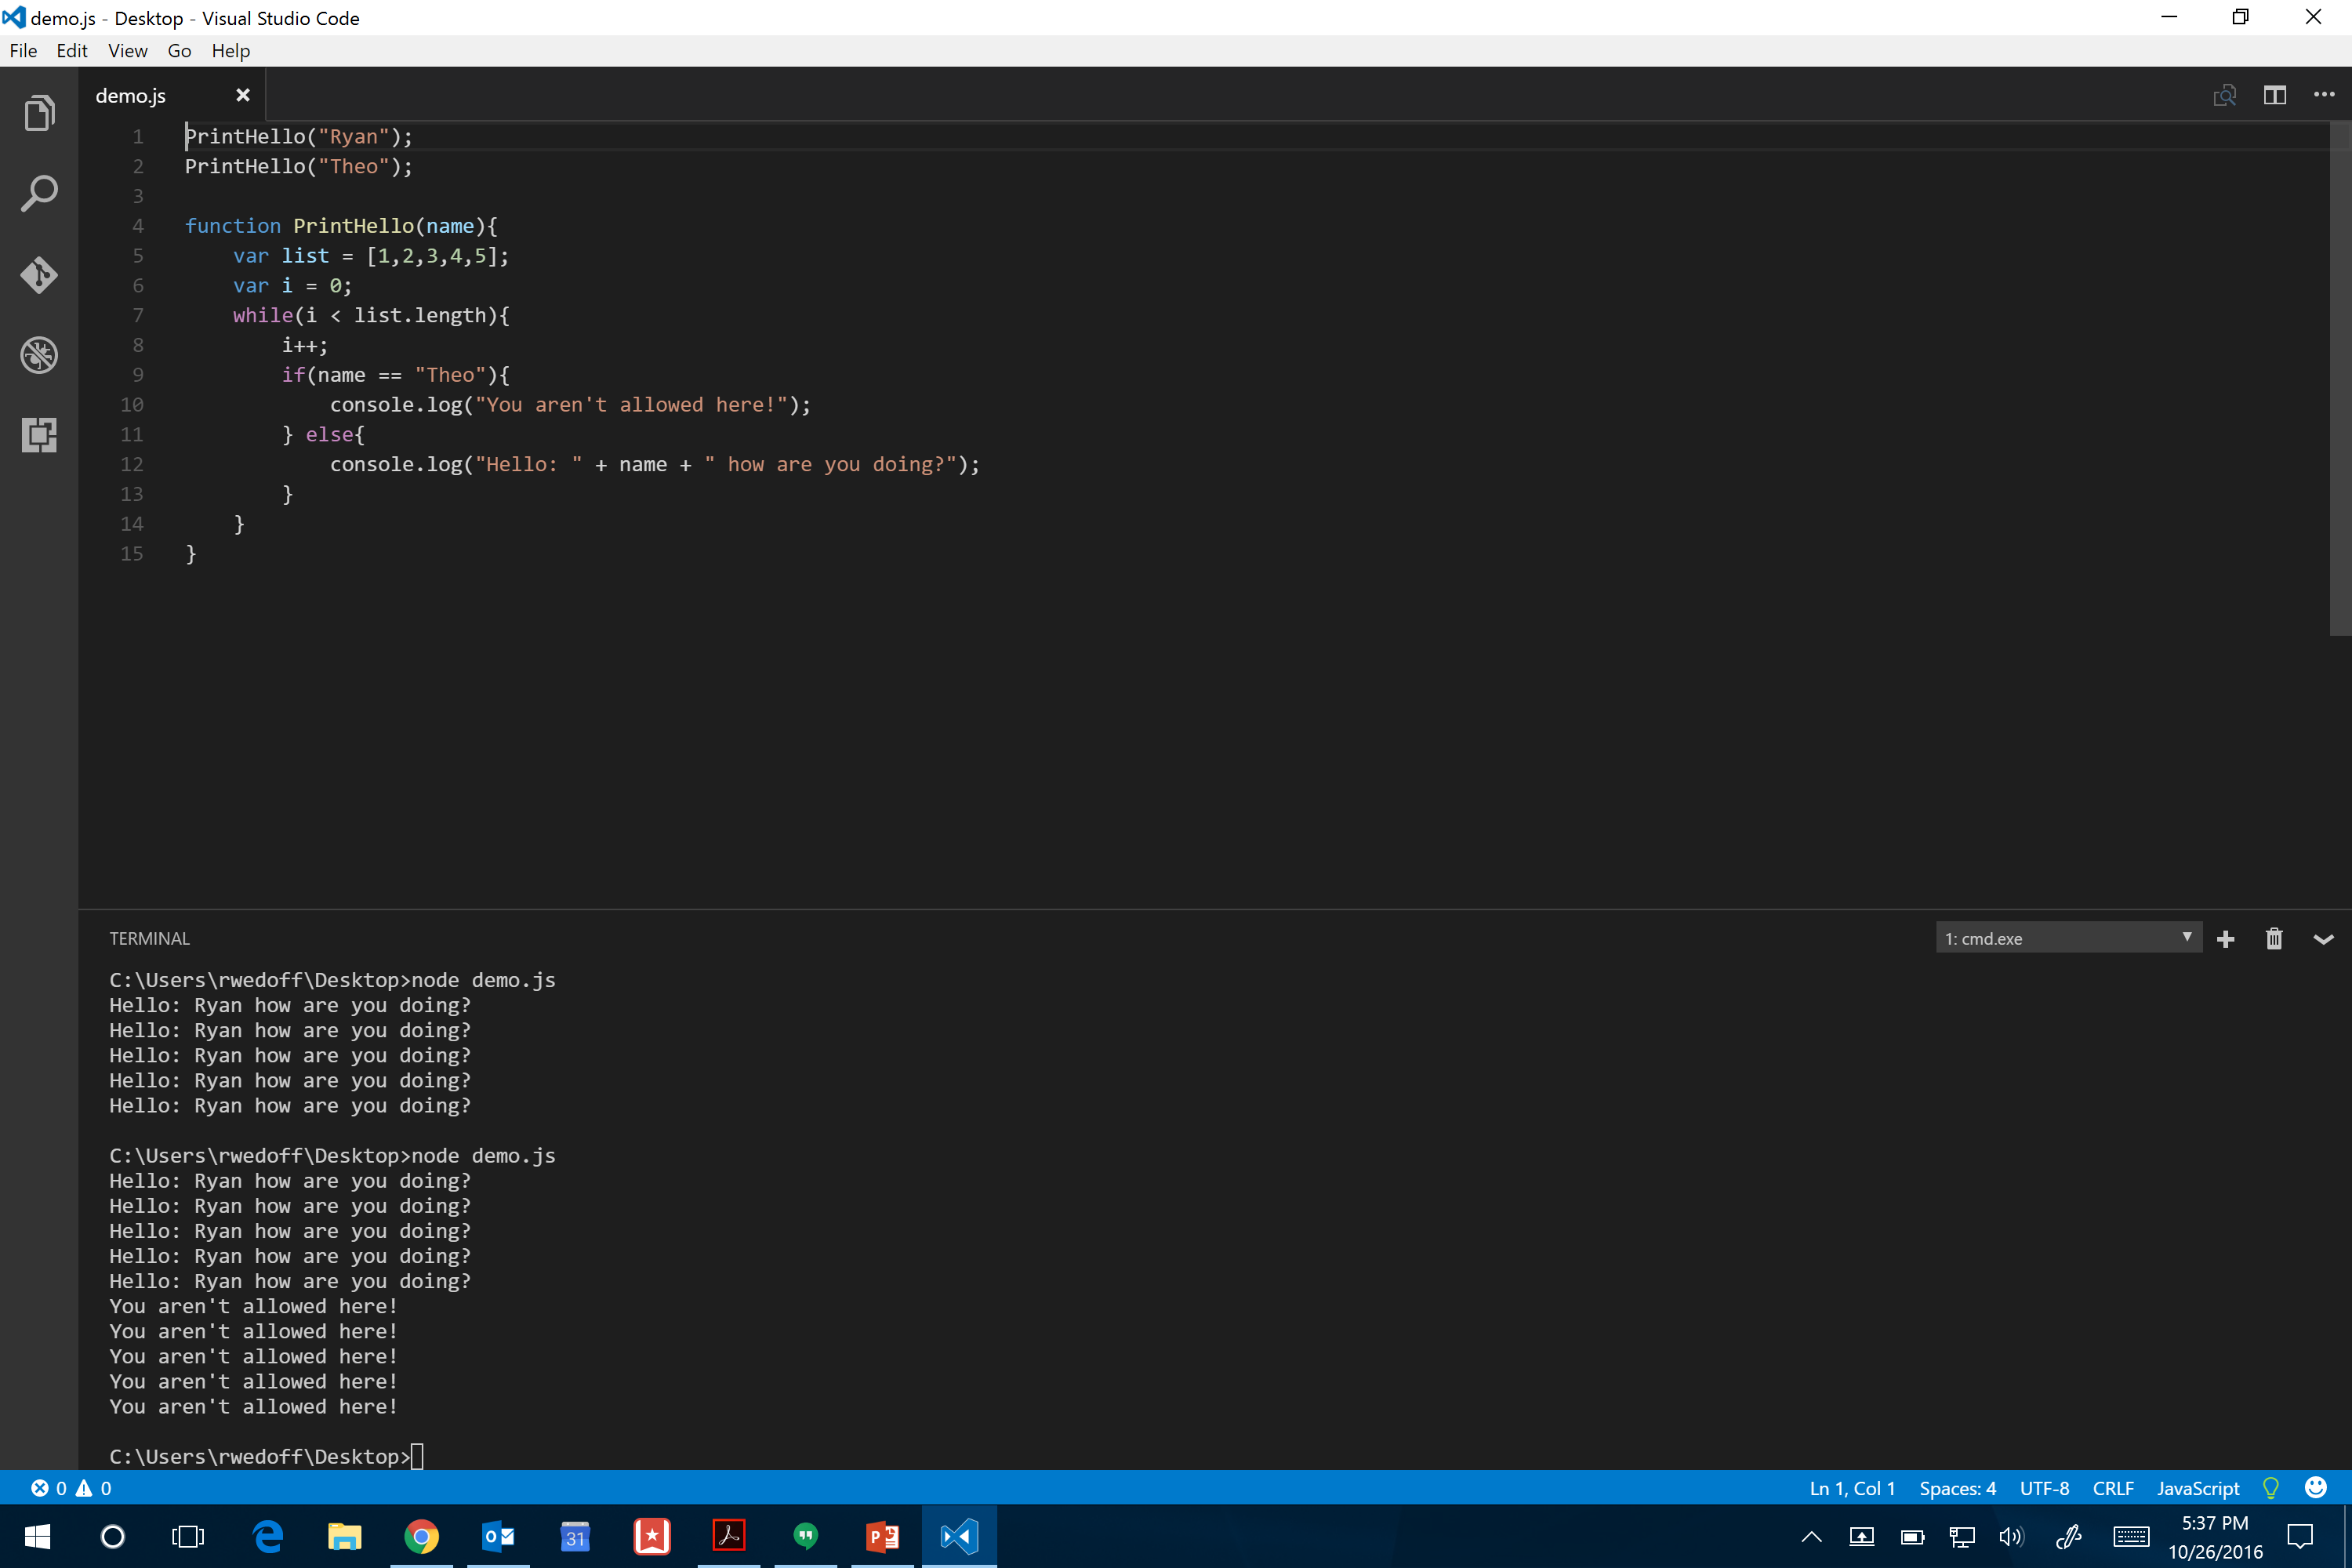 demo.js - Desktop - Visual Studio Code
File Edit View Go Help
demo.js
1 PrintHello("Ryan");
2 PrintHello("Theo");
3
4 function PrintHello(name){
5     var list = [1,2,3,4,5];
6     var i = 0;
7     while(i < list.length){
8         i++;
9         if(name == "Theo"){
10             console.log("You aren't allowed here!");
11         } else{
12             console.log("Hello: " + name + " how are you doing?");
13         }
14     }
15 }
TERMINAL
1: cmd.exe
C:\Users\rwedoff\Desktop>node demo.js
Hello: Ryan how are you doing?
Hello: Ryan how are you doing?
Hello: Ryan how are you doing?
Hello: Ryan how are you doing?
Hello: Ryan how are you doing?
C:\Users\rwedoff\Desktop>node demo.js
Hello: Ryan how are you doing?
Hello: Ryan how are you doing?
Hello: Ryan how are you doing?
Hello: Ryan how are you doing?
Hello: Ryan how are you doing?
You aren't allowed here!
You aren't allowed here!
You aren't allowed here!
You aren't allowed here!
You aren't allowed here!
C:\Users\rwedoff\Desktop>
0 0 Ln 1, Col 1 Spaces: 4 UTF-8 CRLF JavaScript
31
5:37 PM
10/26/2016